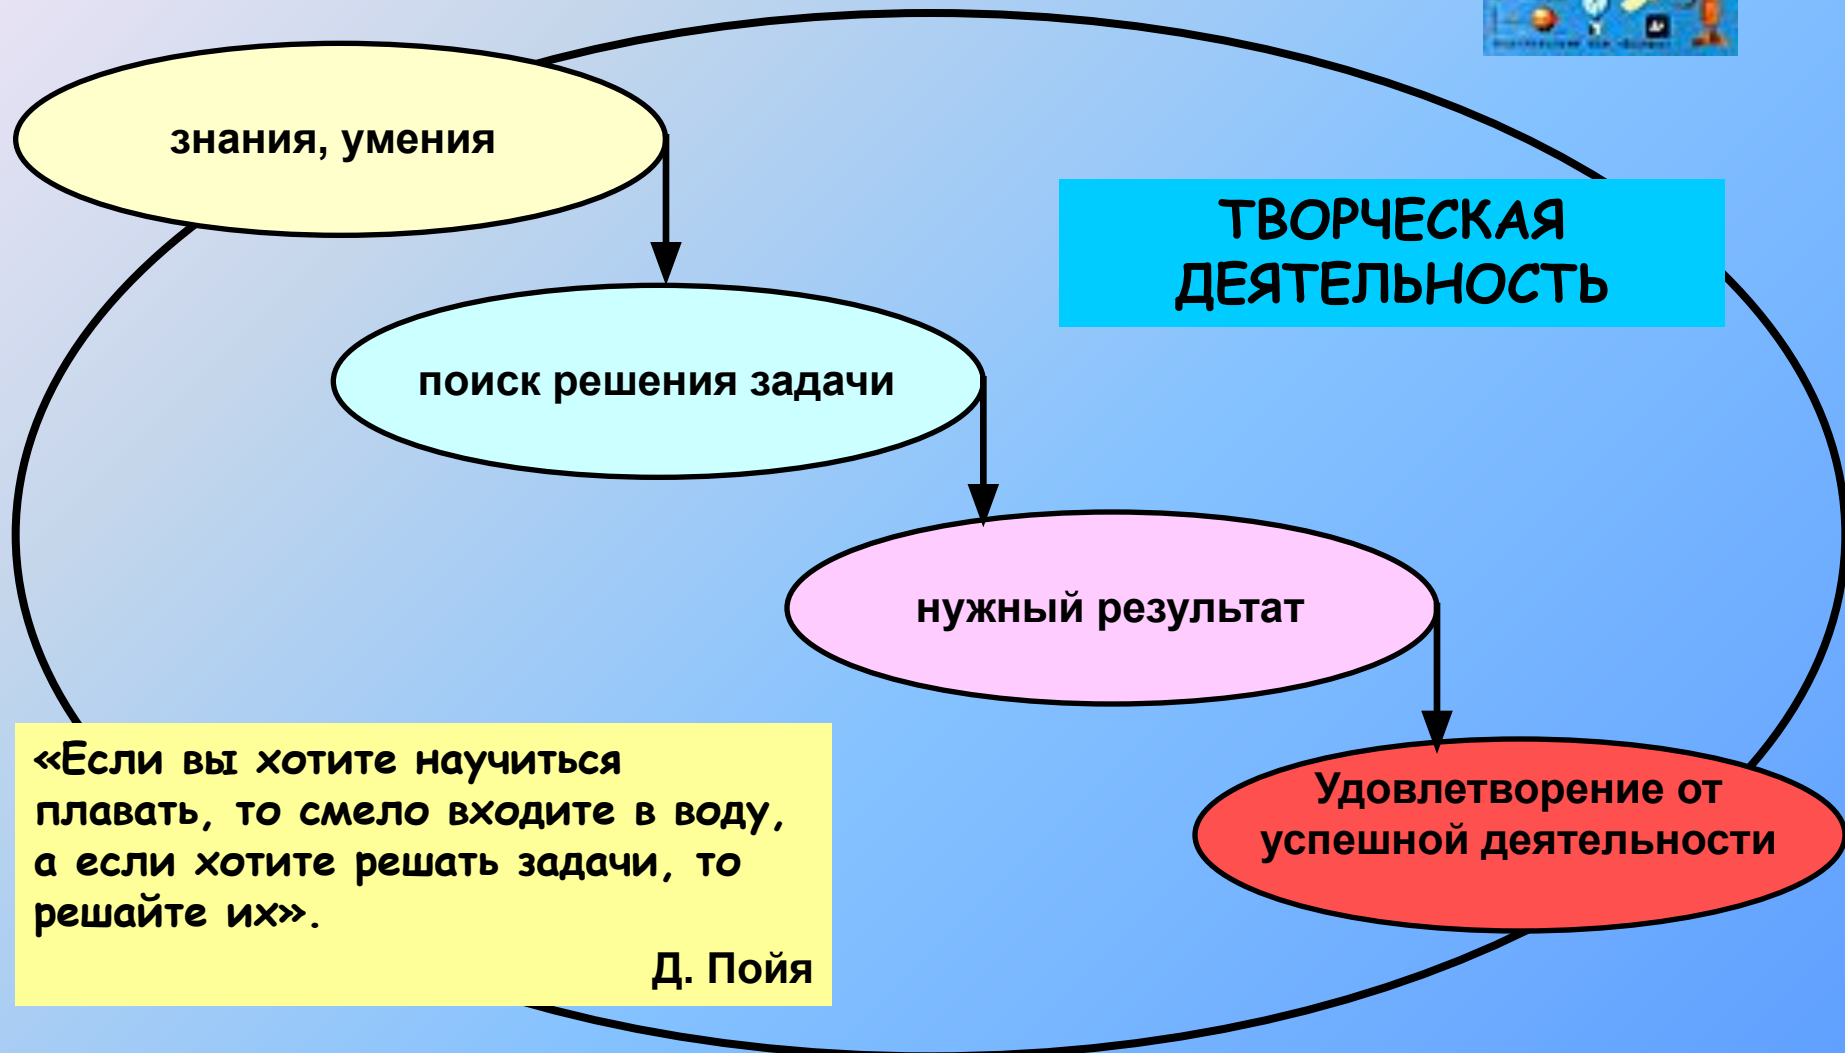 знания, умения
ТВОРЧЕСКАЯ
ДЕЯТЕЛЬНОСТЬ
поиск решения задачи
нужный результат
Удовлетворение от
успешной деятельности
«Если вы хотите научиться
плавать, то смело входите в воду,
а если хотите решать задачи, то
решайте их».
Д. Пойя